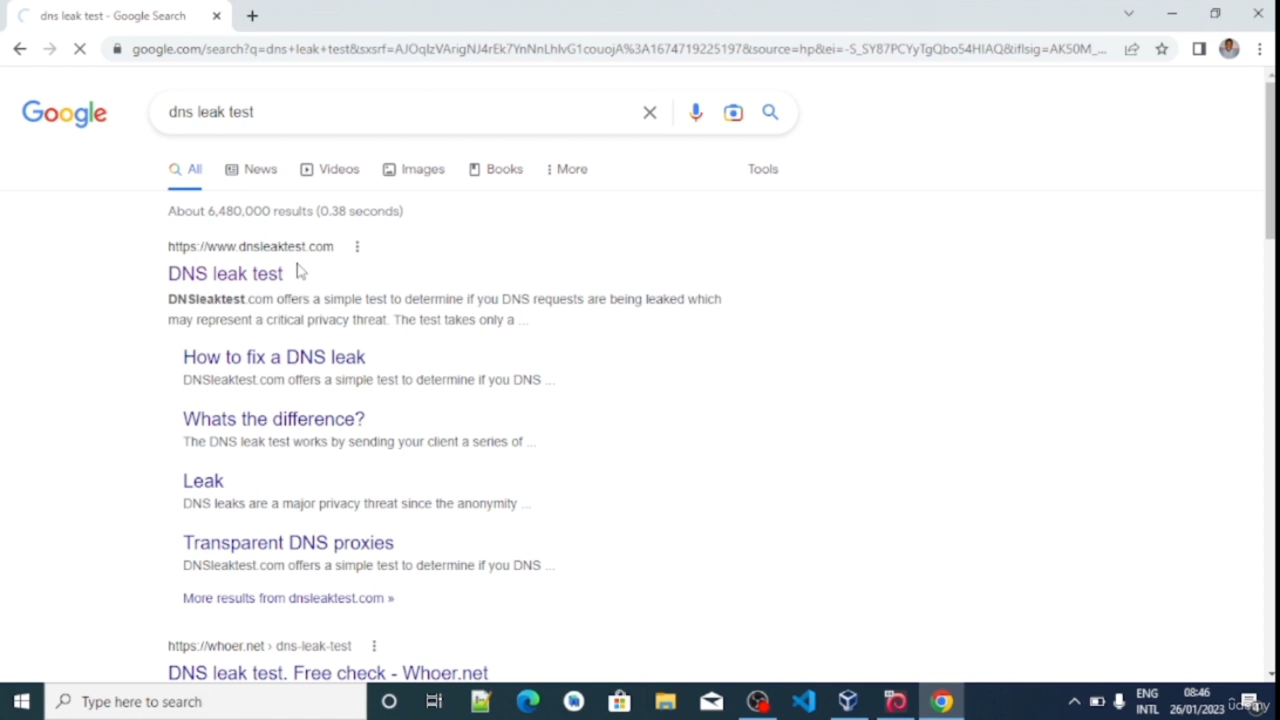 dns leak test - Google Search
google.com/search?q=dns+leak+test&sxsrf=AJOqlzVArigNJ4rEk7YnNnLhlvG1couojA%3A1674719225197&source=hp&ei=-S_SY87PCYyTgQbo54HIAQ&iflsig=AK50M_...
Google
dns leak test
All News Videos Images Books More Tools
About 6,480,000 results (0.38 seconds)
https://www.dnsleaktest.com
DNS leak test
DNSleaktest.com offers a simple test to determine if you DNS requests are being leaked which
may represent a critical privacy threat. The test takes only a ...
How to fix a DNS leak
DNSleaktest.com offers a simple test to determine if you DNS ...
Whats the difference?
The DNS leak test works by sending your client a series of ...
Leak
DNS leaks are a major privacy threat since the anonymity ...
Transparent DNS proxies
DNSleaktest.com offers a simple test to determine if you DNS ...
More results from dnsleaktest.com »
https://whoer.net › dns-leak-test
DNS leak test. Free check - Whoer.net
Type here to search
ENG 08:46
INTL 26/01/2023
udemy